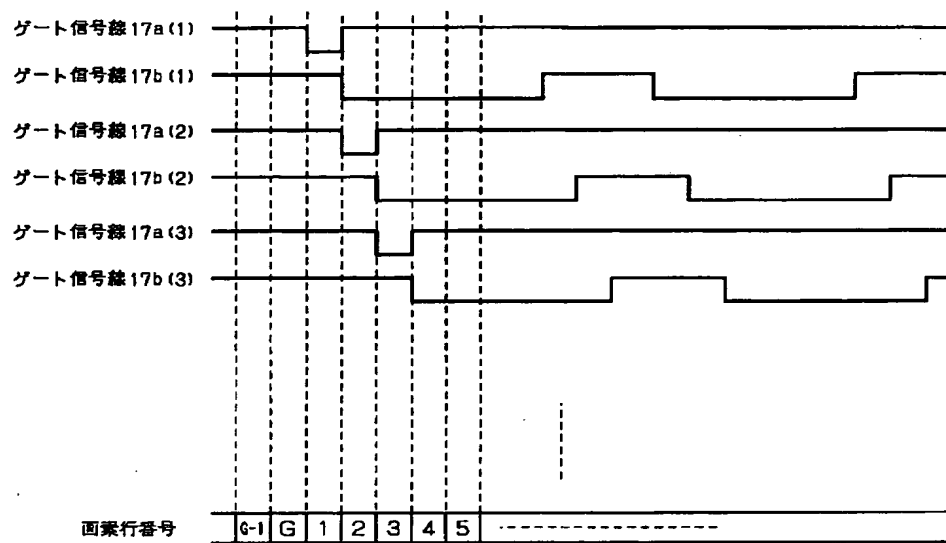 ゲート信号線17a(1)
ゲート信号線17b(1)
ゲート信号線17a(2)
ゲート信号線17b(2)
ゲート信号線17a(3)
ゲート信号線17b(3)
画素行番号 G-1 G 1 2 3 4 5